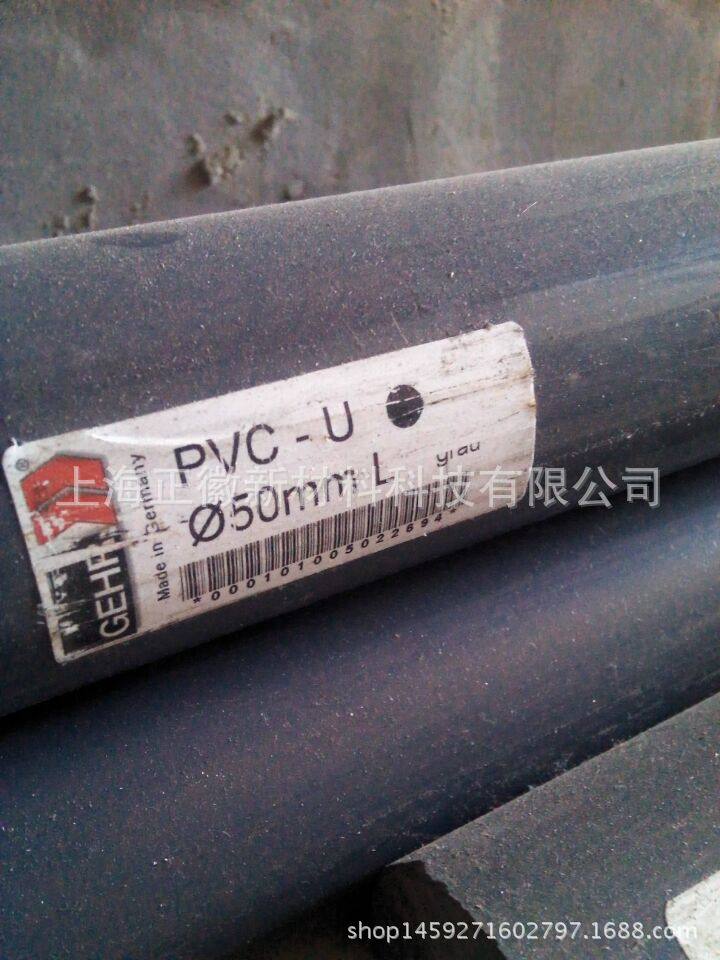 PVC - U
Ø50mm L
grau
Made in Germany
*000101005022694*
GEHR
®
上海正徽新材料科技有限公司
shop1459271602797.1688.com